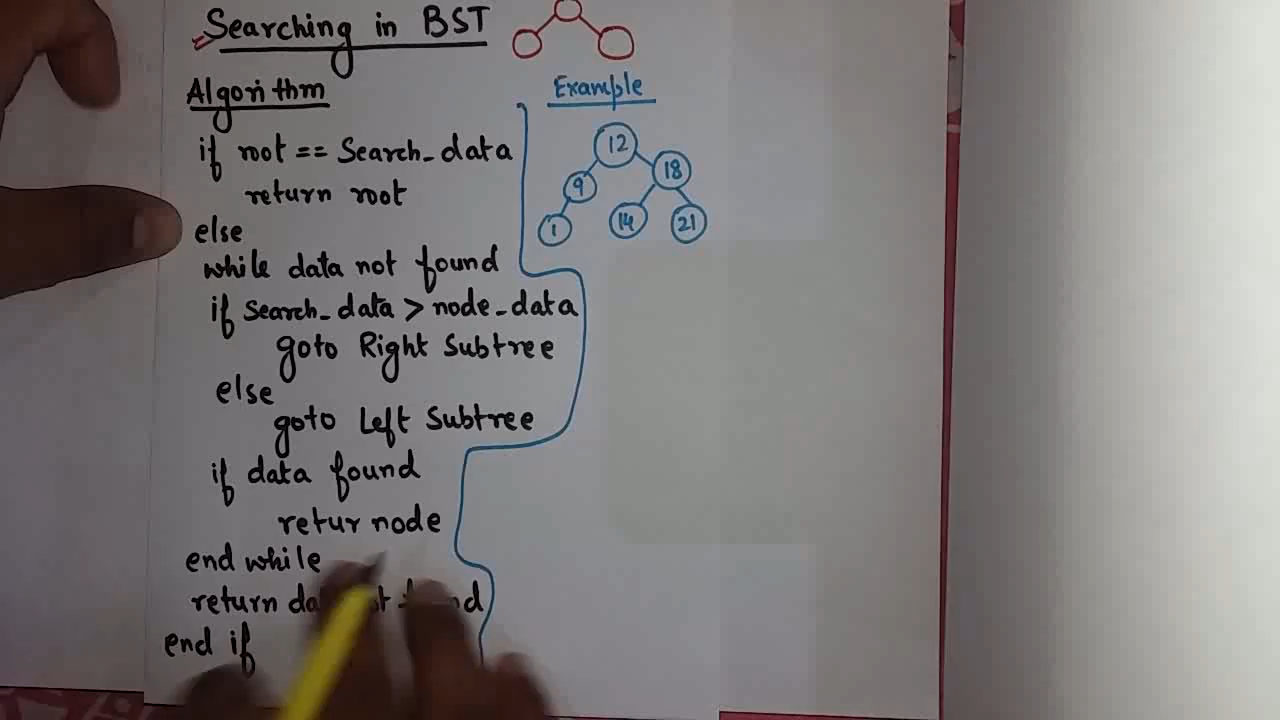 Searching in BST
Algorithm
if root == Search_data
return root
else
while data not found
if Search_data > node_data
goto Right Subtree
else
goto Left Subtree
if data found
retur node
end while
return
end if
Example
12
9 18
1 14 21